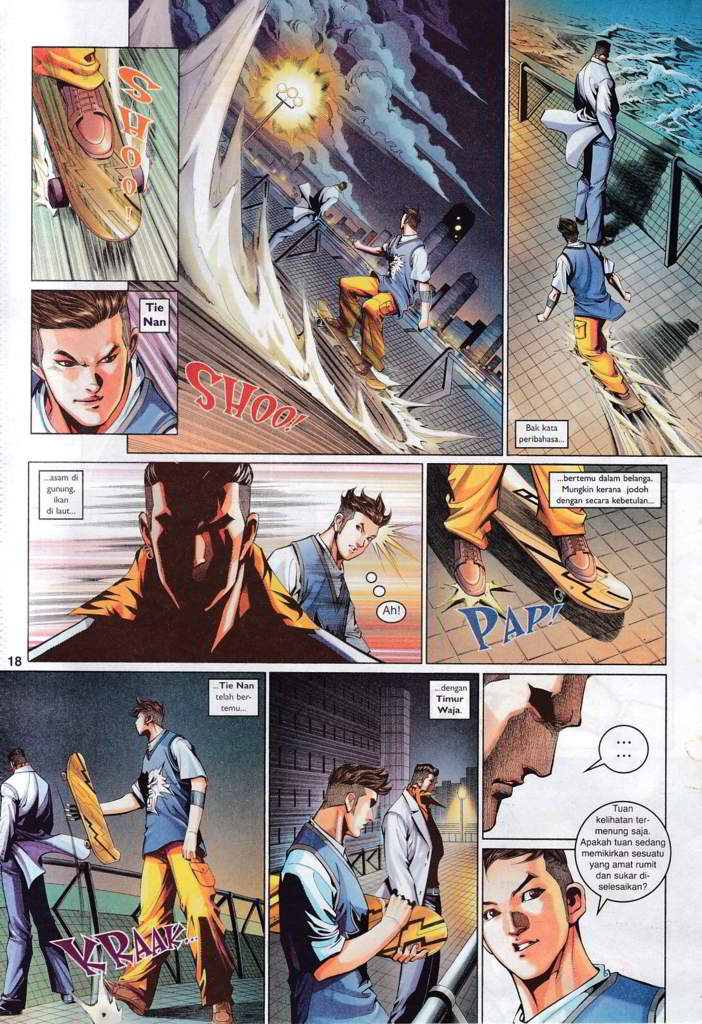 SHOO!
Tie
Nan
SHOO!
Bak kata
peribahasa...
...asam di
gunung,
ikan
di laut...
Ah!
...bertemu dalam belanga.
Mungkin kerana jodoh
dengan secara kebetulan...
PAP!
18
...Tie Nan
telah ber-
temu...
KRAAK...
...dengan
Timur
Waja.
...
...
Tuan
kelihatan ter-
menung saja.
Apakah tuan sedang
memikirkan sesuatu
yang amat rumit
dan sukar di-
selesaikan?